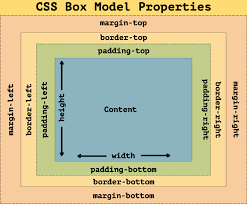 CSS Box Model Properties
margin-top
border-top
padding-top
margin-left
border-left
padding-left
height
Content
width
padding-right
border-right
margin-right
padding-bottom
border-bottom
margin-bottom